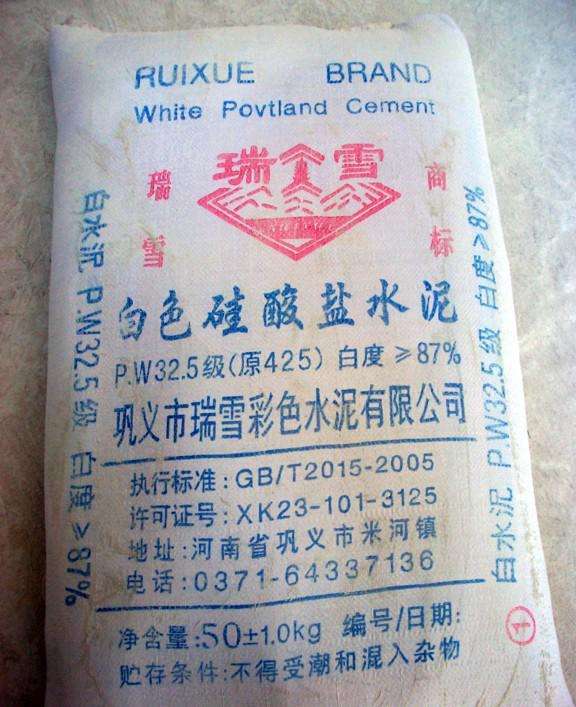 RUIXUE BRAND
White Povtland Cement
瑞雪
瑞雪
商标
白色硅酸盐水泥
P.W32.5级(原425) 白度≥87%
巩义市瑞雪彩色水泥有限公司
执行标准:GB/T2015-2005
许可证号:XK23-101-3125
地址:河南省巩义市米河镇
电话:0371-64337136
净含量:50±1.0kg 编号/日期:
贮存条件:不得受潮和混入杂物
白水泥 P.W32.5级 白度≥87%
白水泥 P.W32.5级 白度≥87%